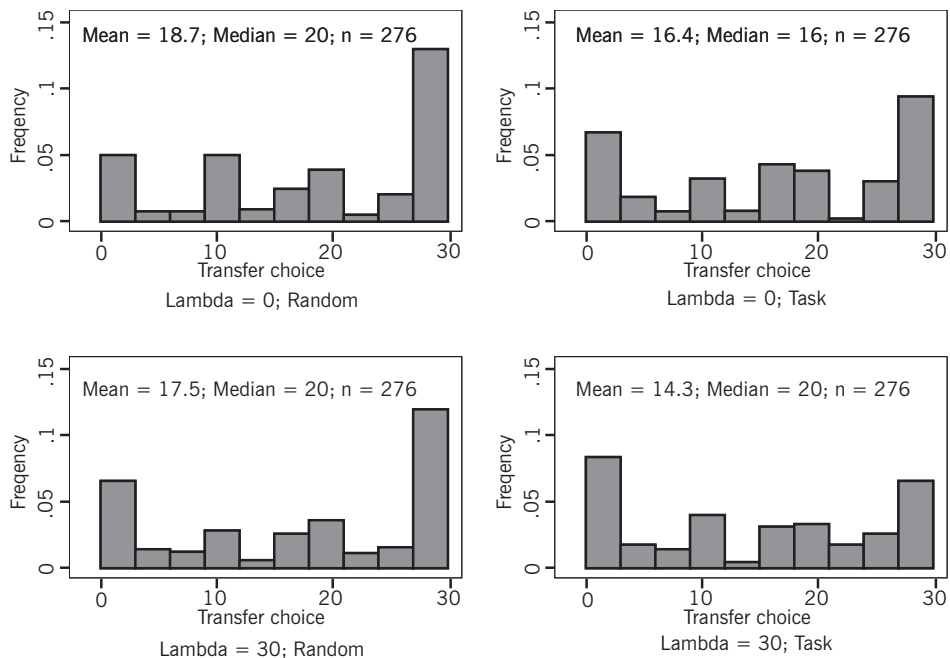 Mean = 18.7; Median = 20; n = 276
Freqency
0
.05
.1
.15
0
10
20
30
Transfer choice
Lambda = 0; Random
Mean = 16.4; Median = 16; n = 276
Freqency
0
.05
.1
.15
0
10
20
30
Transfer choice
Lambda = 0; Task
Mean = 17.5; Median = 20; n = 276
Freqency
0
.05
.1
.15
0
10
20
30
Transfer choice
Lambda = 30; Random
Mean = 14.3; Median = 20; n = 276
Freqency
0
.05
.1
.15
0
10
20
30
Transfer choice
Lambda = 30; Task